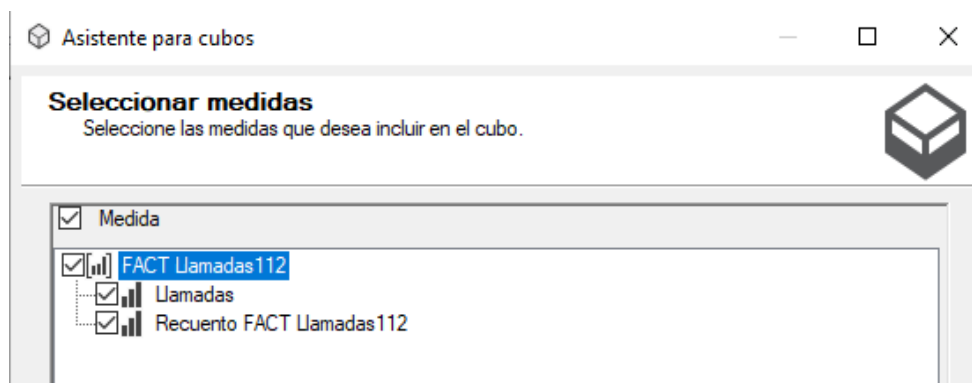 Asistente para cubos
Seleccionar medidas
Seleccione las medidas que desea incluir en el cubo.
Medida
FACT Llamadas112
Llamadas
Recuento FACT Llamadas112